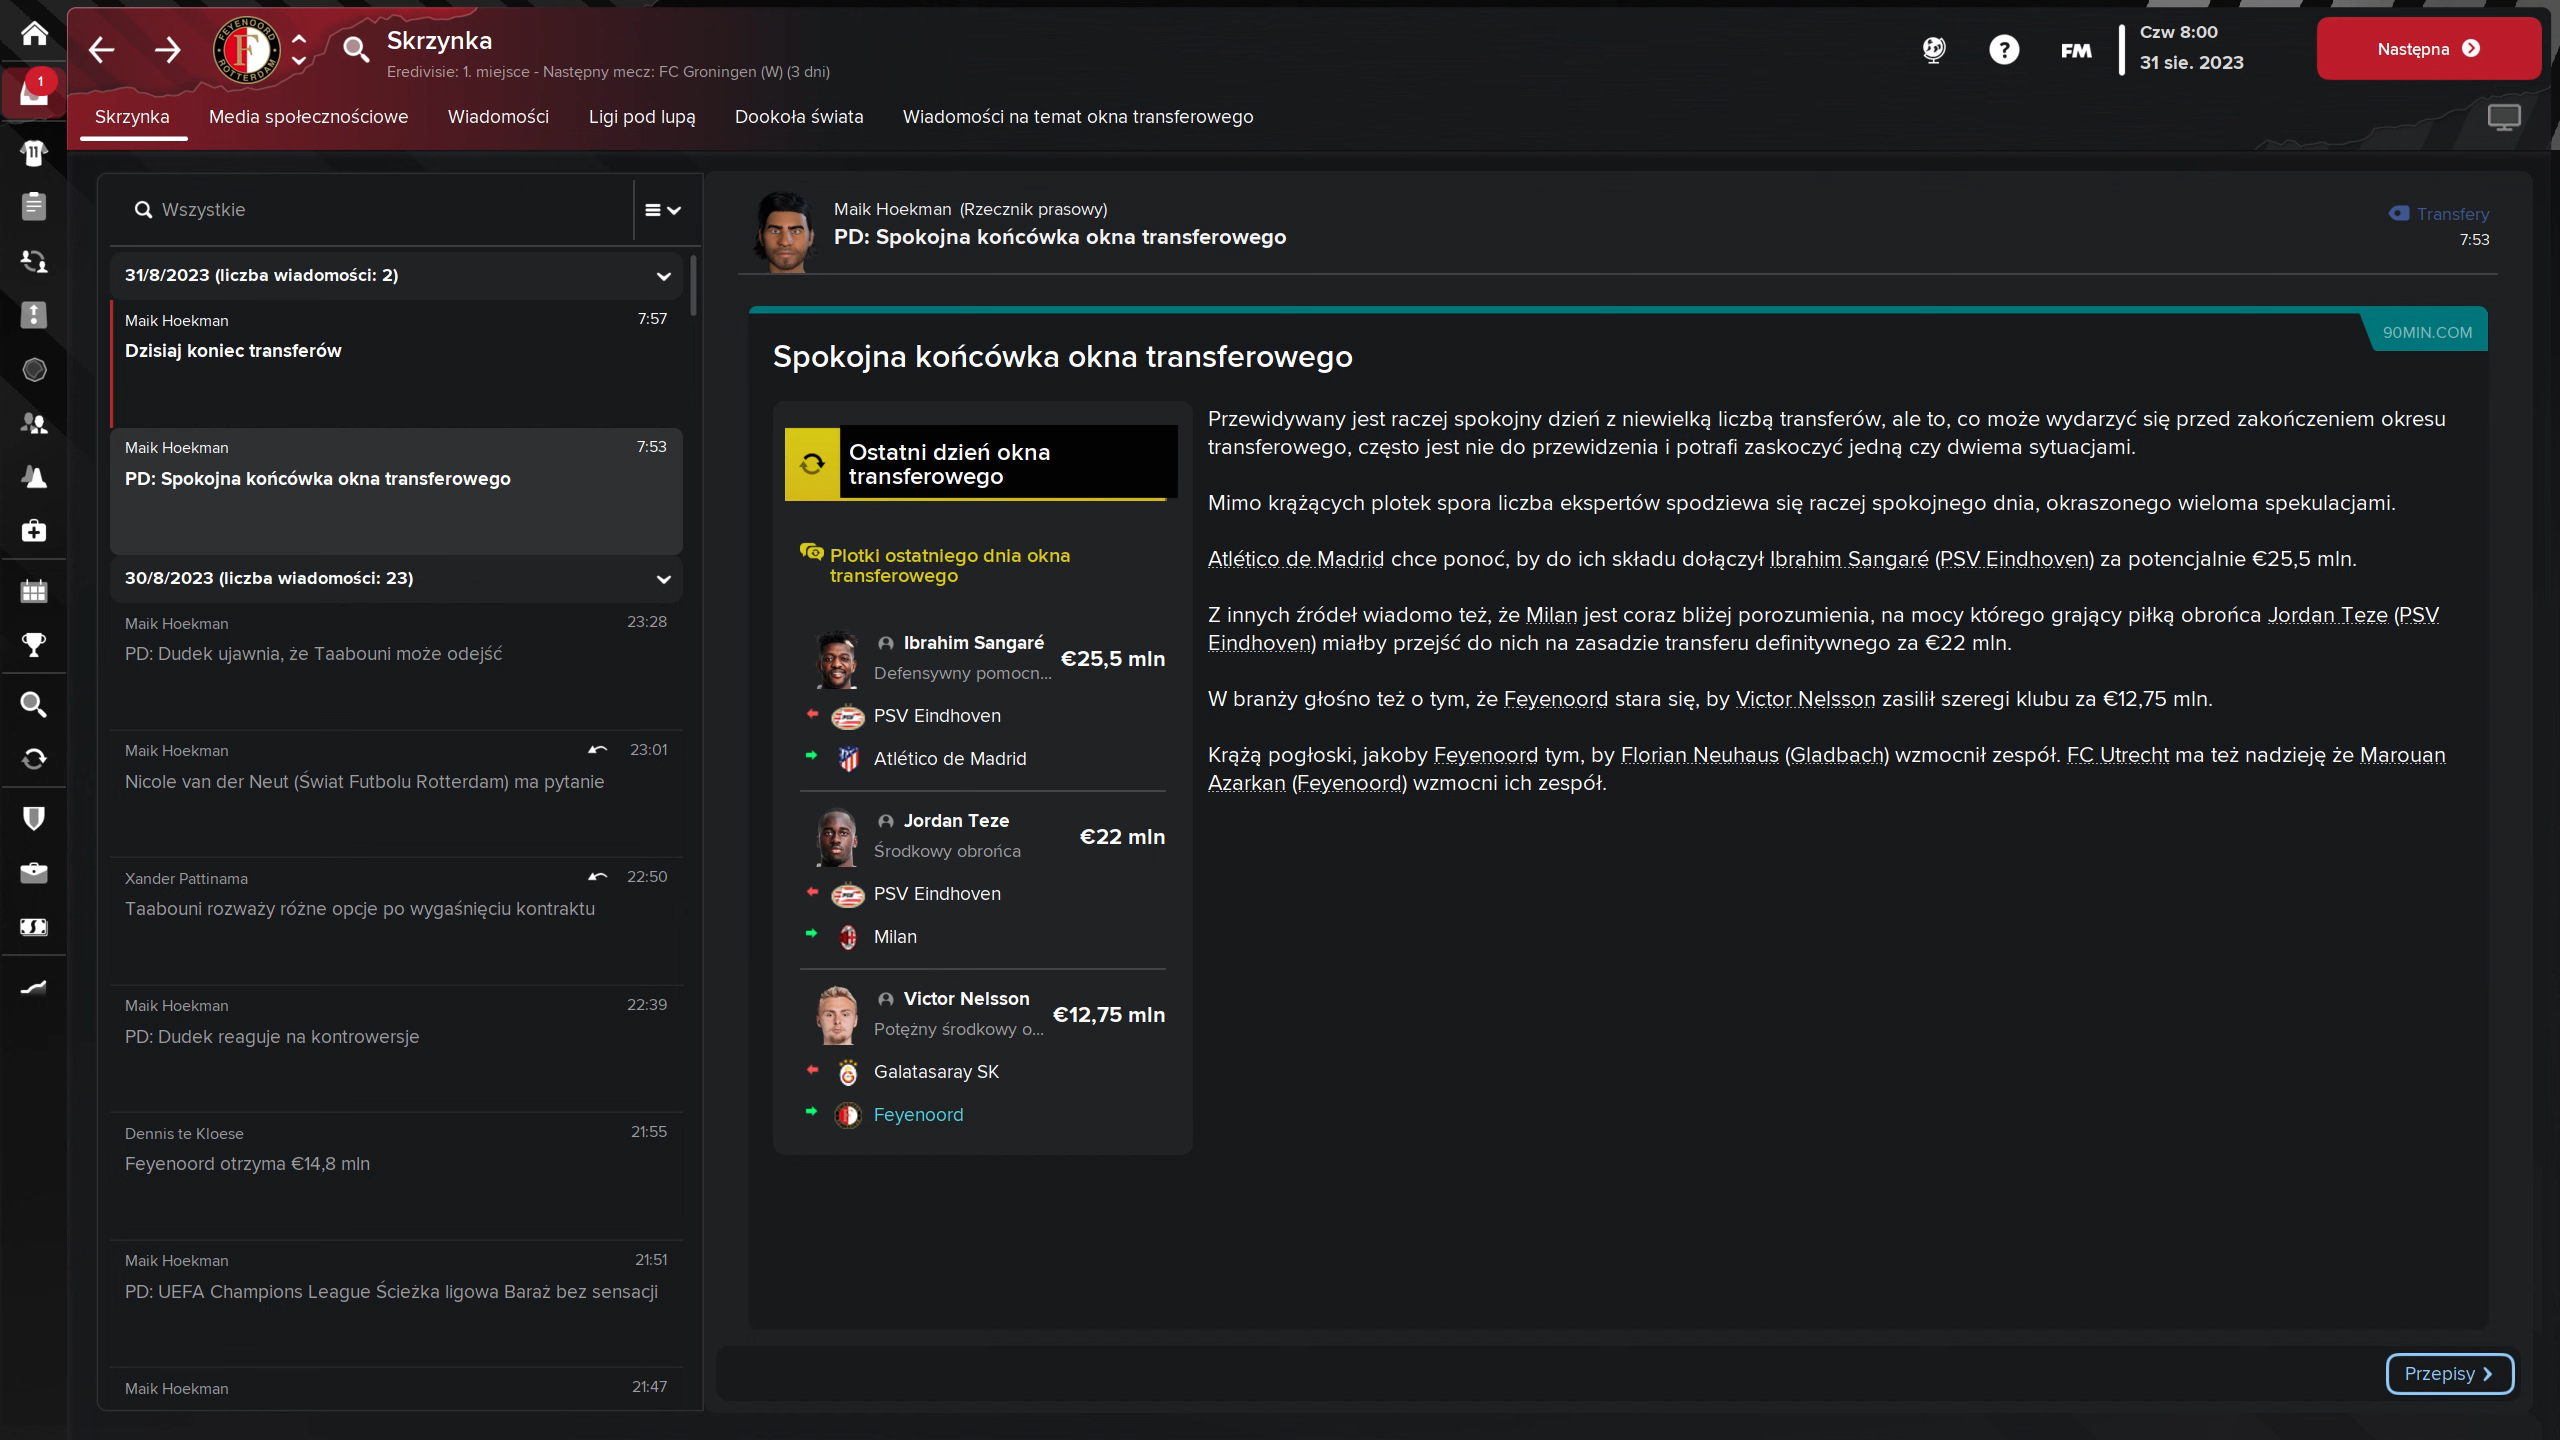 Skrzynka
Eredivisie: 1. miejsce - Następny mecz: FC Groningen (W) (3 dni)
FM
Czw 8:00
31 sie. 2023
Następna
1
Skrzynka
Media społecznościowe
Wiadomości
Ligi pod lupą
Dookoła świata
Wiadomości na temat okna transferowego
11
Wszystkie
31/8/2023 (liczba wiadomości: 2)
Maik Hoekman
7:57
Dzisiaj koniec transferów
Maik Hoekman
7:53
PD: Spokojna końcówka okna transferowego
30/8/2023 (liczba wiadomości: 23)
Maik Hoekman
23:28
PD: Dudek ujawnia, że Taabouni może odejść
Maik Hoekman
23:01
Nicole van der Neut (Świat Futbolu Rotterdam) ma pytanie
Xander Pattinama
22:50
Taabouni rozważy różne opcje po wygaśnięciu kontraktu
Maik Hoekman
22:39
PD: Dudek reaguje na kontrowersje
Dennis te Kloese
21:55
Feyenoord otrzyma €14,8 mln
Maik Hoekman
21:51
PD: UEFA Champions League Ścieżka ligowa Baraż bez sensacji
Maik Hoekman
21:47
Maik Hoekman (Rzecznik prasowy)
PD: Spokojna końcówka okna transferowego
Transfery
7:53
90MIN.COM
Spokojna końcówka okna transferowego
Ostatni dzień okna
transferowego
Plotki ostatniego dnia okna
transferowego
Ibrahim Sangaré
Defensywny pomocn...
€25,5 mln
PSV Eindhoven
Atlético de Madrid
Jordan Teze
Środkowy obrońca
€22 mln
PSV Eindhoven
Milan
Victor Nelsson
Potężny środkowy o...
€12,75 mln
Galatasaray SK
Feyenoord
Przewidywany jest raczej spokojny dzień z niewielką liczbą transferów, ale to, co może wydarzyć się przed zakończeniem okresu
transferowego, często jest nie do przewidzenia i potrafi zaskoczyć jedną czy dwiema sytuacjami.
Mimo krążących plotek spora liczba ekspertów spodziewa się raczej spokojnego dnia, okraszonego wieloma spekulacjami.
Atlético de Madrid chce ponoć, by do ich składu dołączył Ibrahim Sangaré (PSV Eindhoven) za potencjalnie €25,5 mln.
Z innych źródeł wiadomo też, że Milan jest coraz bliżej porozumienia, na mocy którego grający piłką obrońca Jordan Teze (PSV
Eindhoven) miałby przejść do nich na zasadzie transferu definitywnego za €22 mln.
W branży głośno też o tym, że Feyenoord stara się, by Victor Nelsson zasilił szeregi klubu za €12,75 mln.
Krążą pogłoski, jakoby Feyenoord tym, by Florian Neuhaus (Gladbach) wzmocnił zespół. FC Utrecht ma też nadzieję że Marouan
Azarkan (Feyenoord) wzmocni ich zespół.
Przepisy